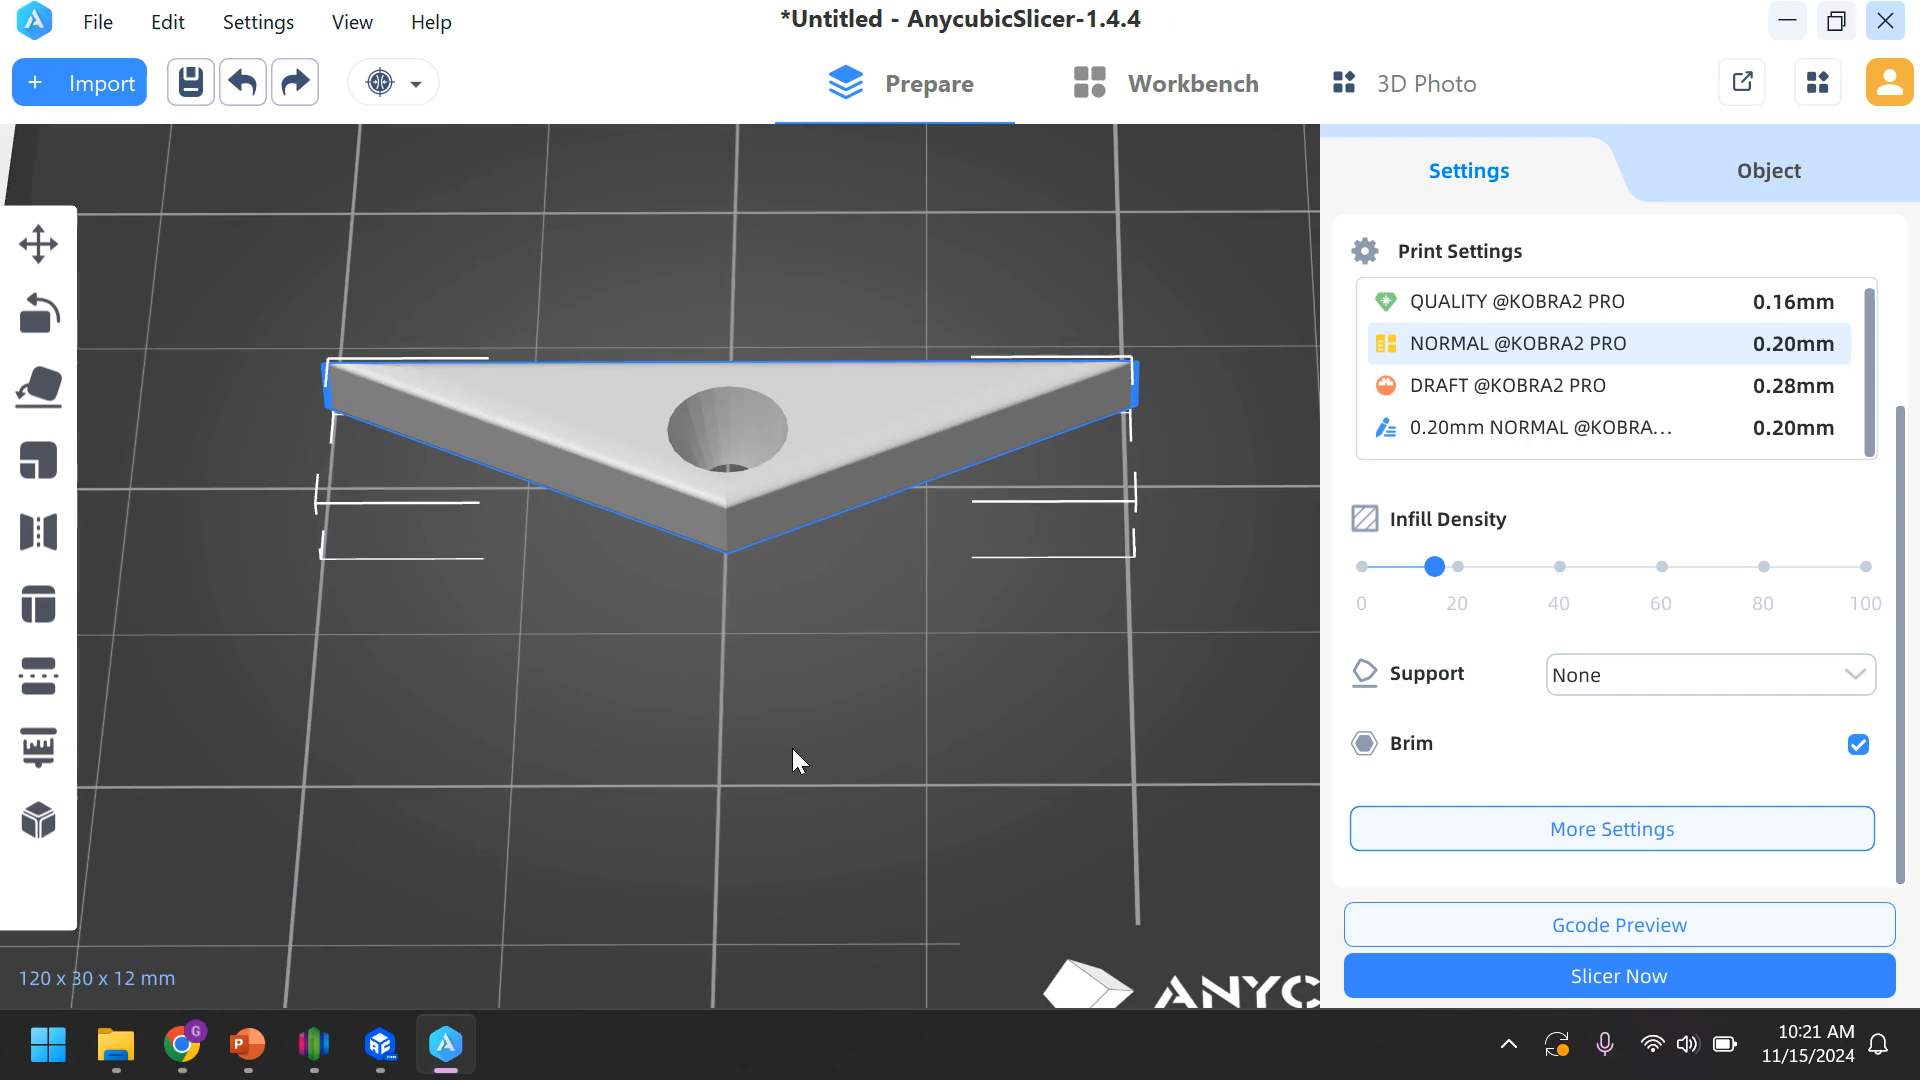 *Untitled - AnycubicSlicer-1.4.4
File Edit Settings View Help
+ Import
Prepare
Workbench
3D Photo
Settings
Object
Print Settings
QUALITY @KOBRA2 PRO 0.16mm
NORMAL @KOBRA2 PRO 0.20mm
DRAFT @KOBRA2 PRO 0.28mm
0.20mm NORMAL @KOBRA... 0.20mm
Infill Density
0 20 40 60 80 100
Support None
Brim
More Settings
Gcode Preview
Slicer Now
120 x 30 x 12 mm
ANYC
G
P
10:21 AM
11/15/2024